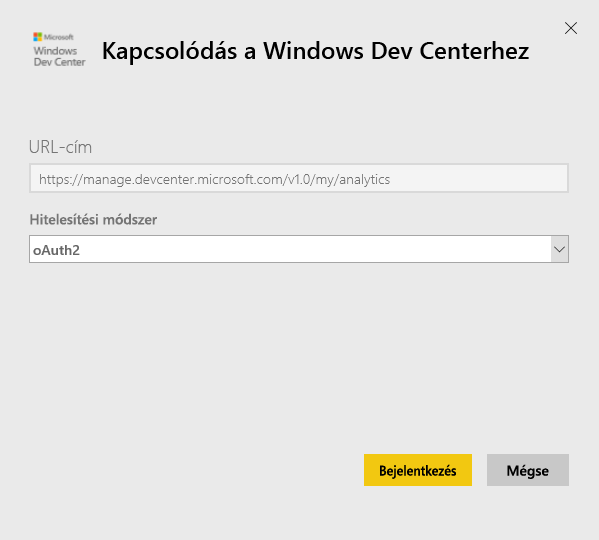 Microsoft
Windows
Dev Center
Kapcsolódás a Windows Dev Centerhez
URL-cím
https://manage.devcenter.microsoft.com/v1.0/my/analytics
Hitelesítési módszer
oAuth2
Bejelentkezés
Mégse